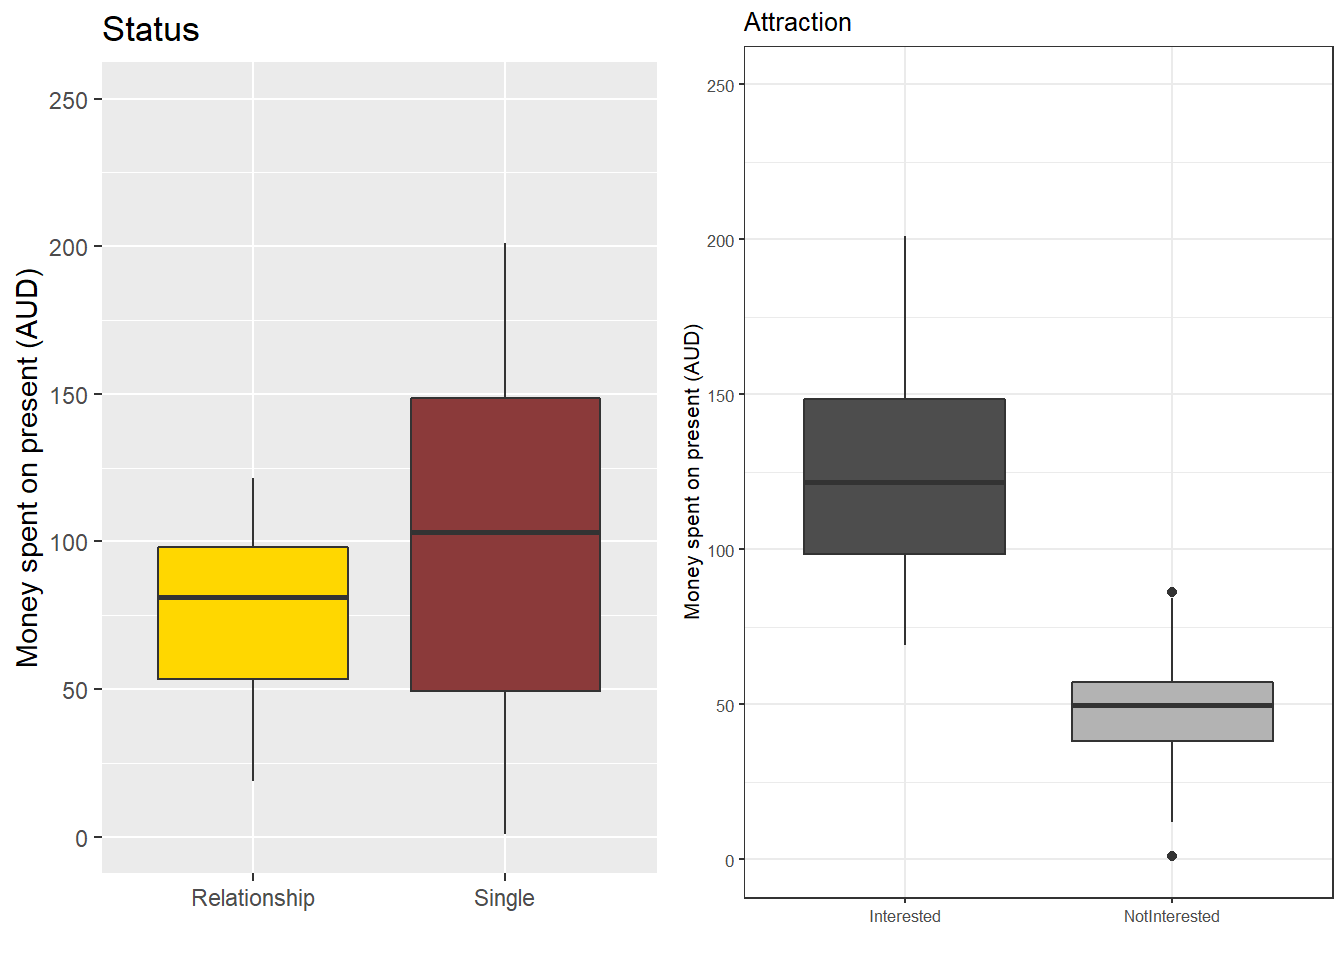 Status
Money spent on present (AUD)
250
200
150
100
50
0
Relationship Single
Attraction
Money spent on present (AUD)
250
200
150
100
50
0
Interested NotInterested